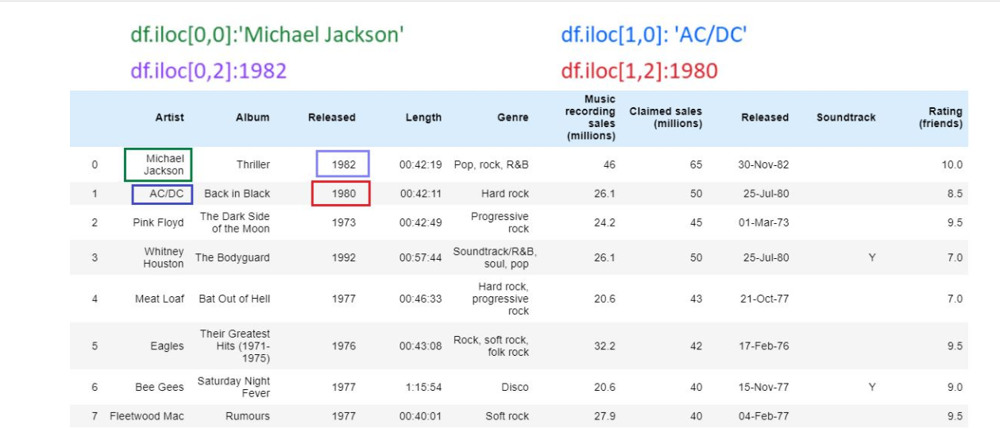 df.iloc[0,0]:'Michael Jackson' df.iloc[1,0]: 'AC/DC'
df.iloc[0,2]:1982 df.iloc[1,2]:1980
Artist Album Released Length Genre Music recording sales (millions) Claimed sales (millions) Released Soundtrack Rating (friends)
0 Michael Jackson Thriller 1982 00:42:19 Pop, rock, R&B 46 65 30-Nov-82 10.0
1 AC/DC Back in Black 1980 00:42:11 Hard rock 26.1 50 25-Jul-80 8.5
2 Pink Floyd The Dark Side of the Moon 1973 00:42:49 Progressive rock 24.2 45 01-Mar-73 9.5
3 Whitney Houston The Bodyguard 1992 00:57:44 Soundtrack/R&B, soul, pop 26.1 50 25-Jul-80 Y 7.0
4 Meat Loaf Bat Out of Hell 1977 00:46:33 Hard rock, progressive rock 20.6 43 21-Oct-77 7.0
5 Eagles Their Greatest Hits (1971-1975) 1976 00:43:08 Rock, soft rock, folk rock 32.2 42 17-Feb-76 9.5
6 Bee Gees Saturday Night Fever 1977 1:15:54 Disco 20.6 40 15-Nov-77 Y 9.0
7 Fleetwood Mac Rumours 1977 00:40:01 Soft rock 27.9 40 04-Feb-77 9.5